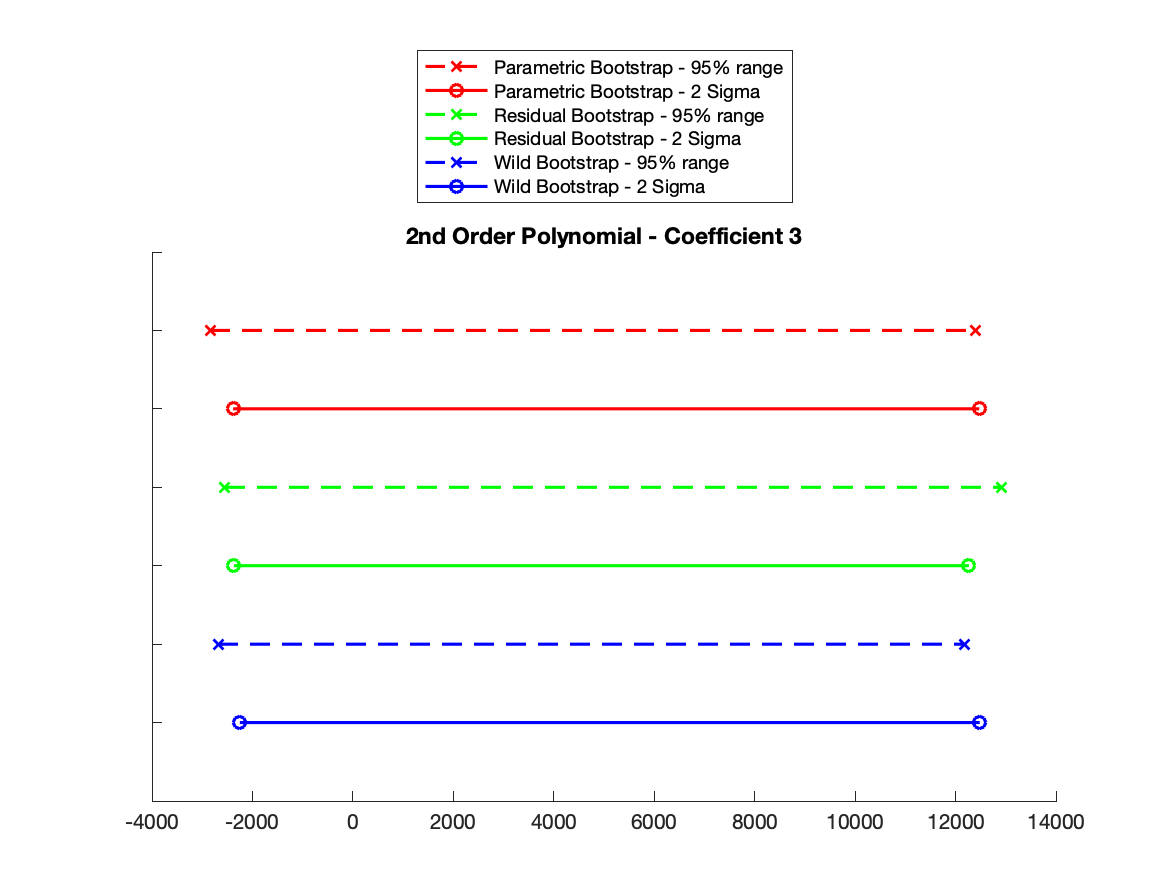 Parametric Bootstrap - 95% range
Parametric Bootstrap - 2 Sigma
Residual Bootstrap - 95% range
Residual Bootstrap - 2 Sigma
Wild Bootstrap - 95% range
Wild Bootstrap - 2 Sigma
2nd Order Polynomial - Coefficient 3
-4000 -2000 0 2000 4000 6000 8000 10000 12000 14000